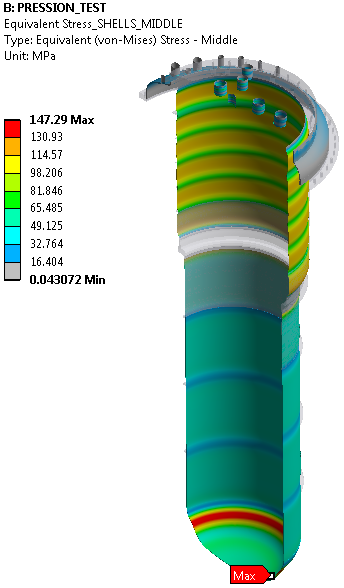 B: PRESSION_TEST
Equivalent Stress_SHELLS_MIDDLE
Type: Equivalent (von-Mises) Stress - Middle
Unit: MPa
147.29 Max
130.93
114.57
98.206
81.846
65.485
49.125
32.764
16.404
0.043072 Min
Max